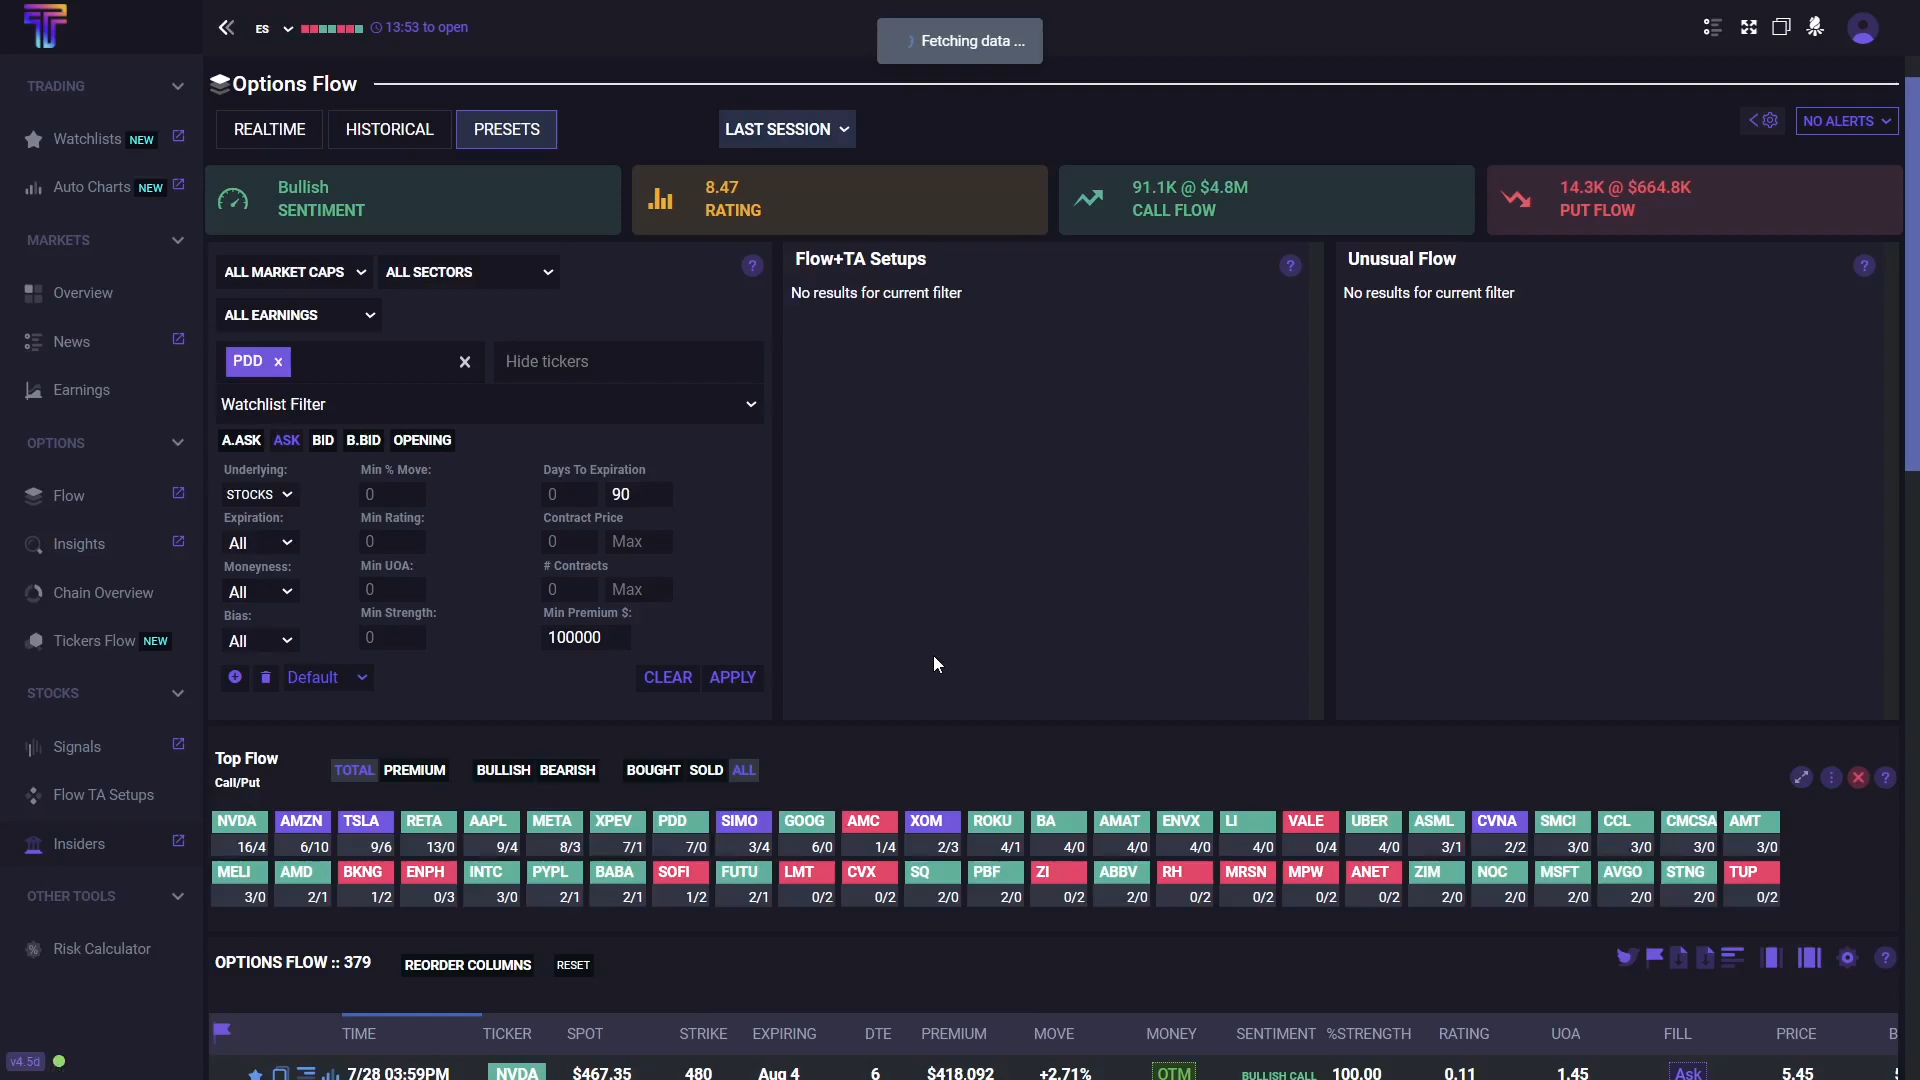 ES 13:53 to open
Fetching data ...
TRADING
Watchlists NEW
Auto Charts NEW
MARKETS
Overview
News
Earnings
OPTIONS
Flow
Insights
Chain Overview
Tickers Flow NEW
STOCKS
Signals
Flow TA Setups
Insiders
OTHER TOOLS
Risk Calculator
v4.5d
Options Flow
REALTIME HISTORICAL PRESETS LAST SESSION NO ALERTS
Bullish
SENTIMENT
8.47
RATING
91.1K @ $4.8M
CALL FLOW
14.3K @ $664.8K
PUT FLOW
ALL MARKET CAPS ALL SECTORS ?
ALL EARNINGS
PDD x Hide tickers
Watchlist Filter
A.ASK ASK BID B.BID OPENING
Underlying: Min % Move: Days To Expiration
STOCKS 0 0 90
Expiration: Min Rating: Contract Price
All 0 0 Max
Moneyness: Min UOA: # Contracts
All 0 0 Max
Bias: Min Strength: Min Premium $:
All 0 100000
Default CLEAR APPLY
Flow+TA Setups ?
No results for current filter
Unusual Flow ?
No results for current filter
Top Flow
Call/Put
TOTAL PREMIUM BULLISH BEARISH BOUGHT SOLD ALL ?
NVDA AMZN TSLA RETA AAPL META XPEV PDD SIMO GOOG AMC XOM ROKU BA AMAT ENVX LI VALE UBER ASML CVNA SMCI CCL CMCSA AMT
16/4 6/10 9/6 13/0 9/4 8/3 7/1 7/0 3/4 6/0 1/4 2/3 4/1 4/0 4/0 4/0 4/0 0/4 4/0 3/1 2/2 3/0 3/0 3/0 3/0
MELI AMD BKNG ENPH INTC PYPL BABA SOFI FUTU LMT CVX SQ PBF ZI ABBV RH MRSN MPW ANET ZIM NOC MSFT AVGO STNG TUP
3/0 2/1 1/2 0/3 3/0 2/1 2/1 1/2 2/1 0/2 0/2 2/0 2/0 0/2 2/0 0/2 0/2 0/2 0/2 2/0 2/0 2/0 2/0 2/0 0/2
OPTIONS FLOW :: 379 REORDER COLUMNS RESET ?
TIME TICKER SPOT STRIKE EXPIRING DTE PREMIUM MOVE MONEY SENTIMENT %STRENGTH RATING UOA FILL PRICE B
7/28 03:59PM NVDA $467.35 480 Aug 4 6 $418,092 +2.71% OTM BULLISH CALL 100.00 0.11 1.45 Ask 5.45